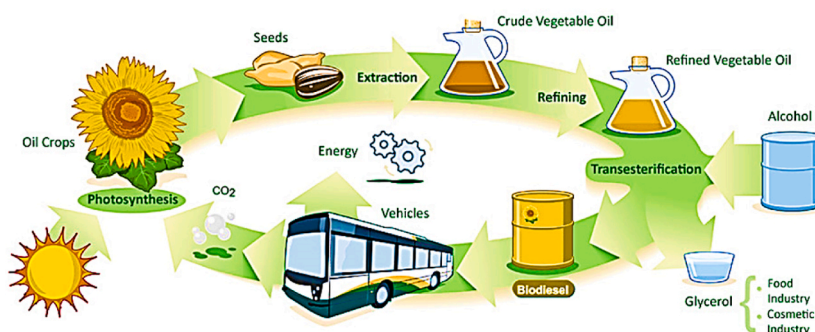 Crude Vegetable Oil
Seeds
Refined Vegetable Oil
Extraction
Refining
Alcohol
Oil Crops
Energy
Transesterification
CO2
Photosynthesis
Vehicles
Biodiesel
Glycerol
• Food
Industry
• Cosmetic
Industry